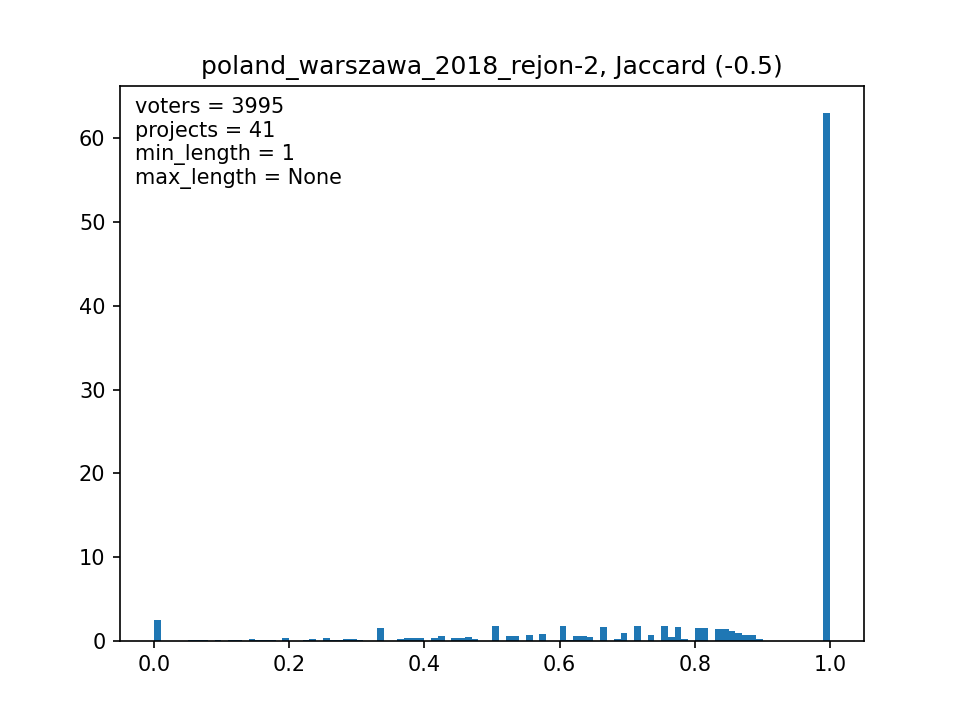 poland_warszawa_2018_rejon-2, Jaccard (-0.5)
voters = 3995
projects = 41
min_length = 1
max_length = None
60
50
40
30
20
10
0
0.0 0.2 0.4 0.6 0.8 1.0